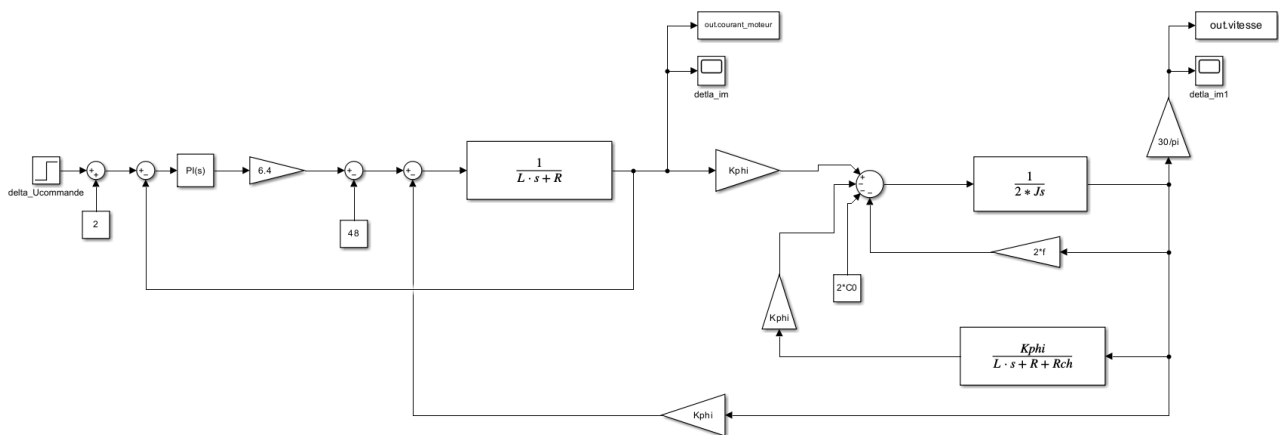 out.courant_moteur
out.vitesse
detla_im
detla_im1
30/pi
delta_Ucommande
2
PI(s)
6.4
48
1
L · s + R
Kphi
1
2 * Js
2*f
2*C0
Kphi
Kphi
L · s + R + Rch
Kphi